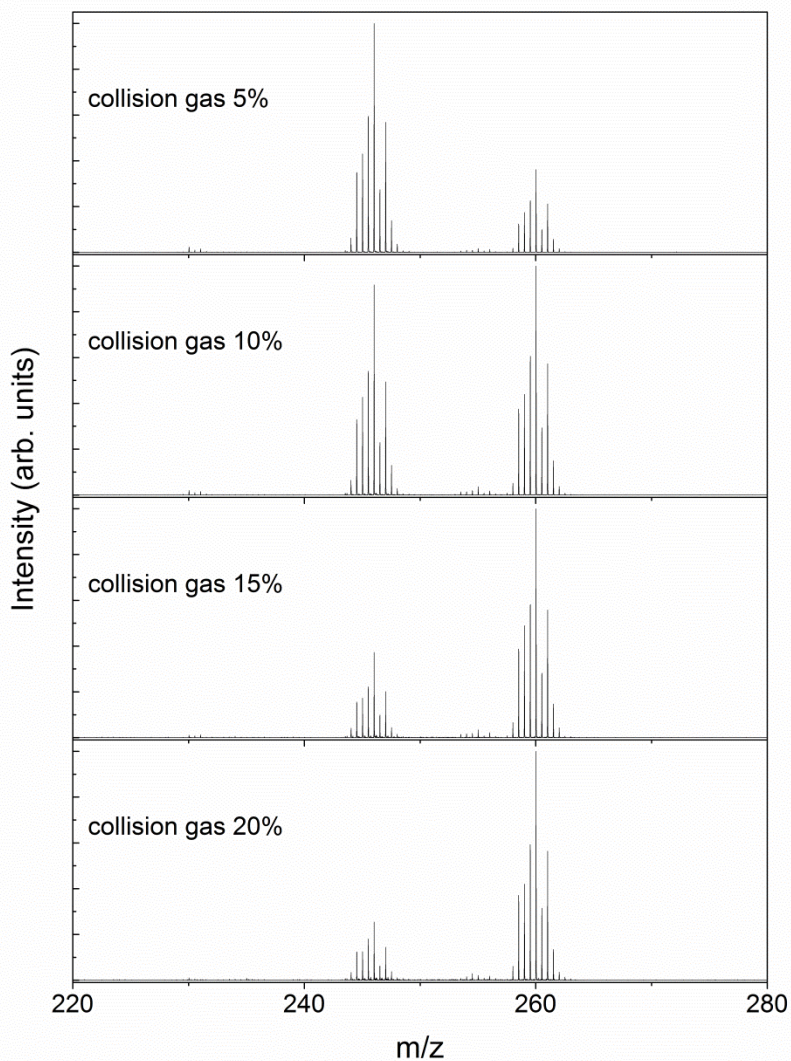 collision gas 5%
collision gas 10%
collision gas 15%
collision gas 20%
Intensity (arb. units)
220
240
260
280
m/z